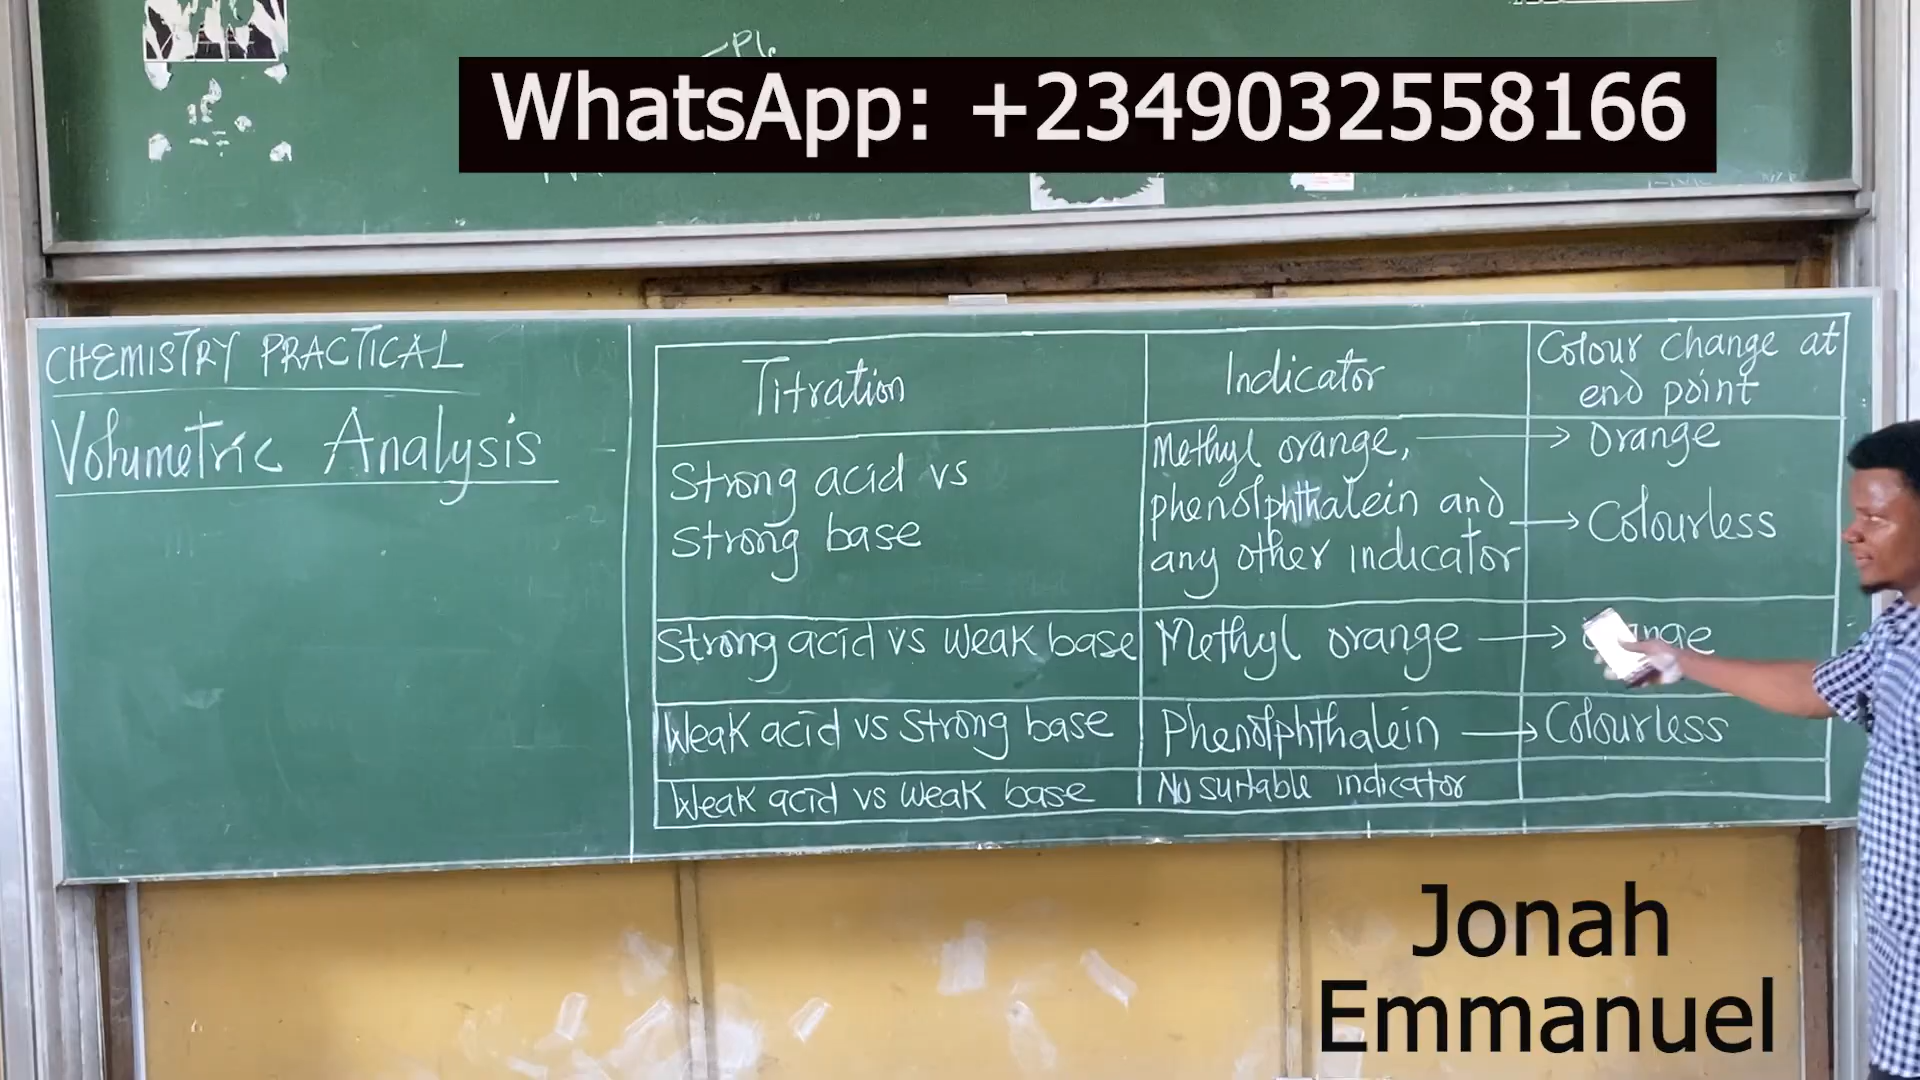 WhatsApp: +2349032558166
CHEMISTRY PRACTICAL
Volumetric Analysis
Titration
Indicator
Colour change at
end point
Strong acid vs
Strong base
Methyl orange, → Orange
phenolphthalein and → Colourless
any other indicator
Strong acid vs weak base
Methyl orange →
Weak acid vs Strong base
Phenolphthalein → Colourless
Weak acid vs weak base
No suitable indicator
Jonah
Emmanuel